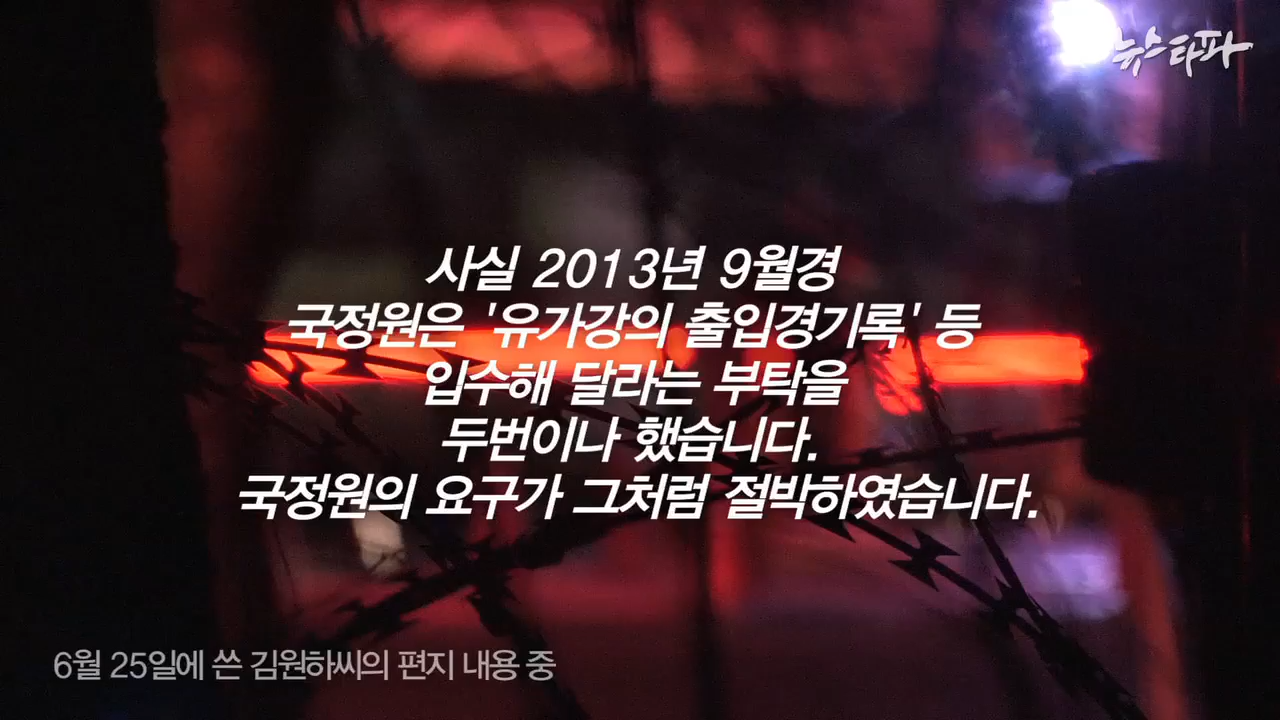 뉴스타파
사실 2013년 9월경
국정원은 '유가강의 출입경기록' 등
입수해 달라는 부탁을
두번이나 했습니다.
국정원의 요구가 그처럼 절박하였습니다.
6월 25일에 쓴 김원하씨의 편지 내용 중